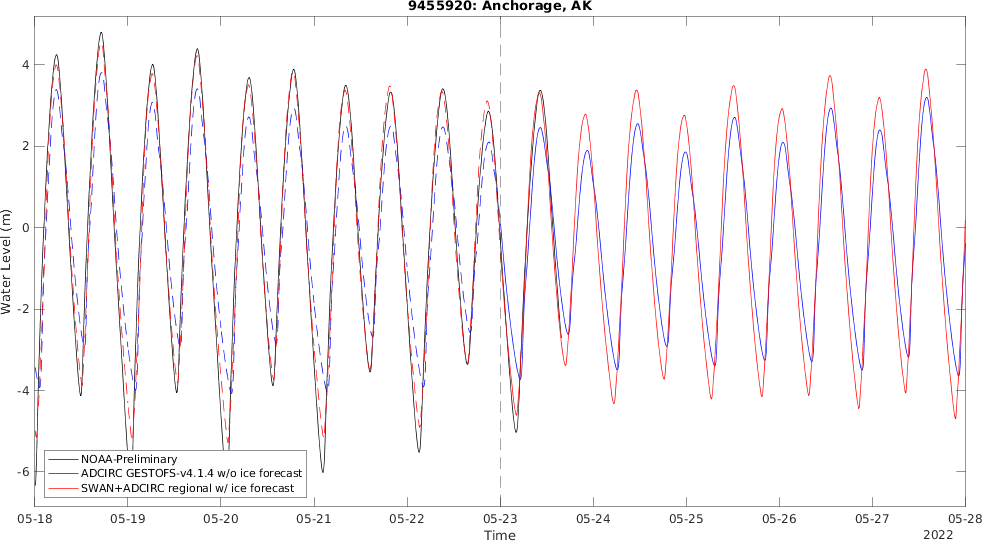 9455920: Anchorage, AK
Water Level (m)
4
2
0
-2
-4
-6
NOAA-Preliminary
ADCIRC GESTOFS-v4.1.4 w/o ice forecast
SWAN+ADCIRC regional w/ ice forecast
05-18 05-19 05-20 05-21 05-22 05-23 05-24 05-25 05-26 05-27 05-28
Time
2022